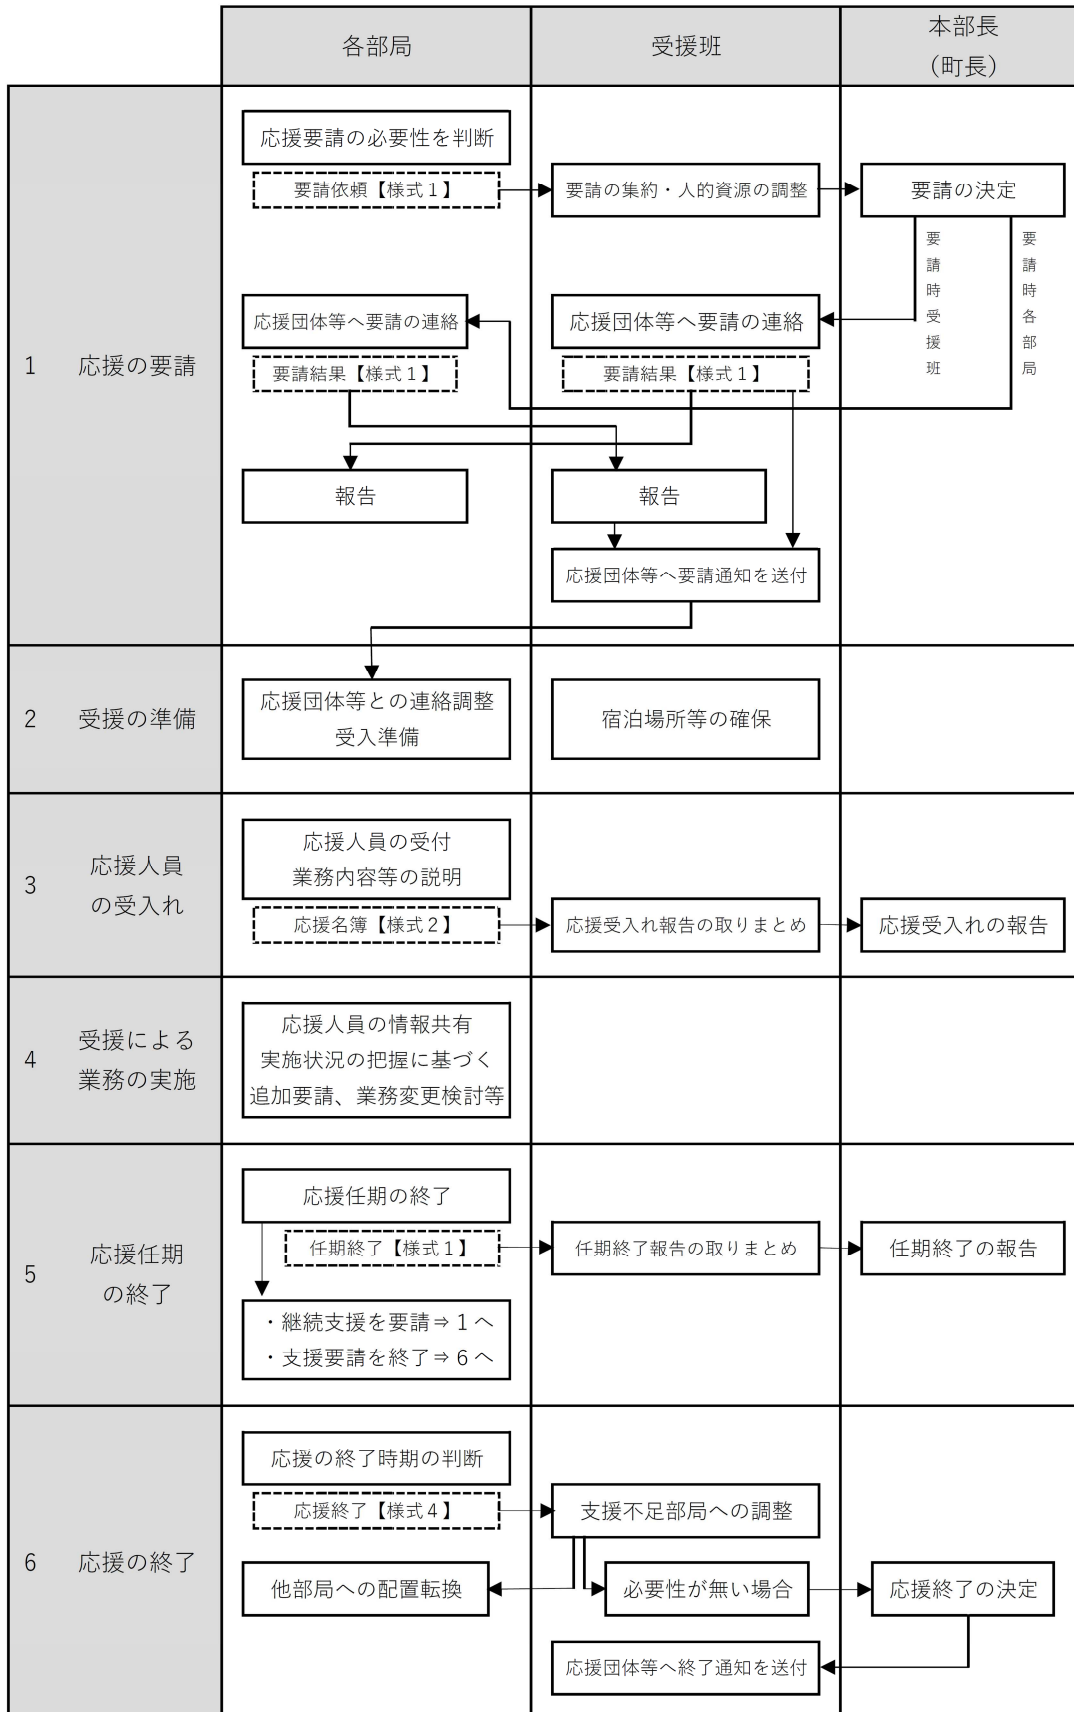 各部局
受援班
本部長
（町長）
1 応援の要請
応援要請の必要性を判断
要請依頼【様式１】
要請の集約・人的資源の調整
要請の決定
要請時受援班
要請時各部局
応援団体等へ要請の連絡
応援団体等へ要請の連絡
要請結果【様式１】
要請結果【様式１】
報告
報告
応援団体等へ要請通知を送付
2 受援の準備
応援団体等との連絡調整
受入準備
宿泊場所等の確保
3 応援人員
の受入れ
応援人員の受付
業務内容等の説明
応援名簿【様式２】
応援受入れ報告の取りまとめ
応援受入れの報告
4 受援による
業務の実施
応援人員の情報共有
実施状況の把握に基づく
追加要請、業務変更検討等
5 応援任期
の終了
応援任期の終了
任期終了【様式１】
任期終了報告の取りまとめ
任期終了の報告
・継続支援を要請⇒１へ
・支援要請を終了⇒６へ
6 応援の終了
応援の終了時期の判断
応援終了【様式４】
支援不足部局への調整
他部局への配置転換
必要性が無い場合
応援終了の決定
応援団体等へ終了通知を送付